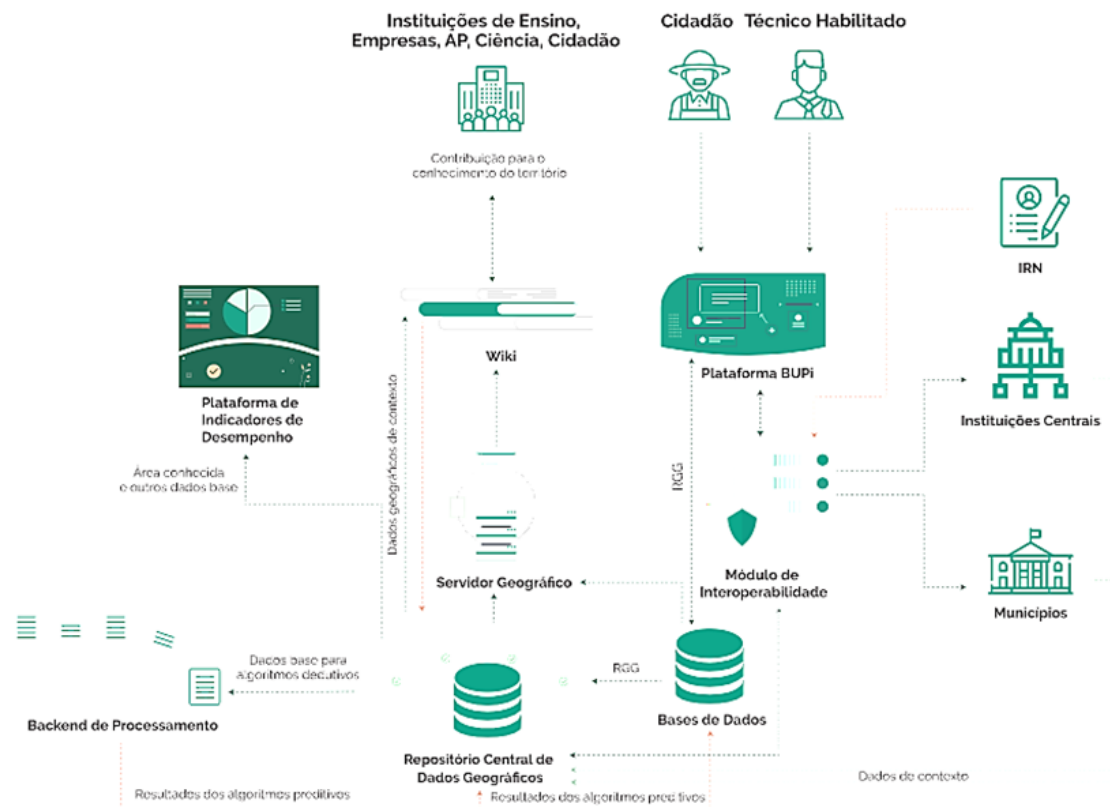 Instituições de Ensino,
Empresas, AP, Ciência, Cidadão
Cidadão
Técnico Habilitado
Contribuição para o
conhecimento do território
IRN
Wiki
Plataforma BUPi
Instituições Centrais
Plataforma de
Indicadores de
Desempenho
Área conhecida
e outros dados base
Dados geográficos de contexto
RGG
Servidor Geográfico
Módulo de
Interoperabilidade
Municípios
Dados base para
algoritmos dedutivos
RGG
Backend de Processamento
Bases de Dados
Repositório Central de
Dados Geográficos
Dados de contexto
Resultados dos algoritmos preditivos
Resultados dos algoritmos preditivos